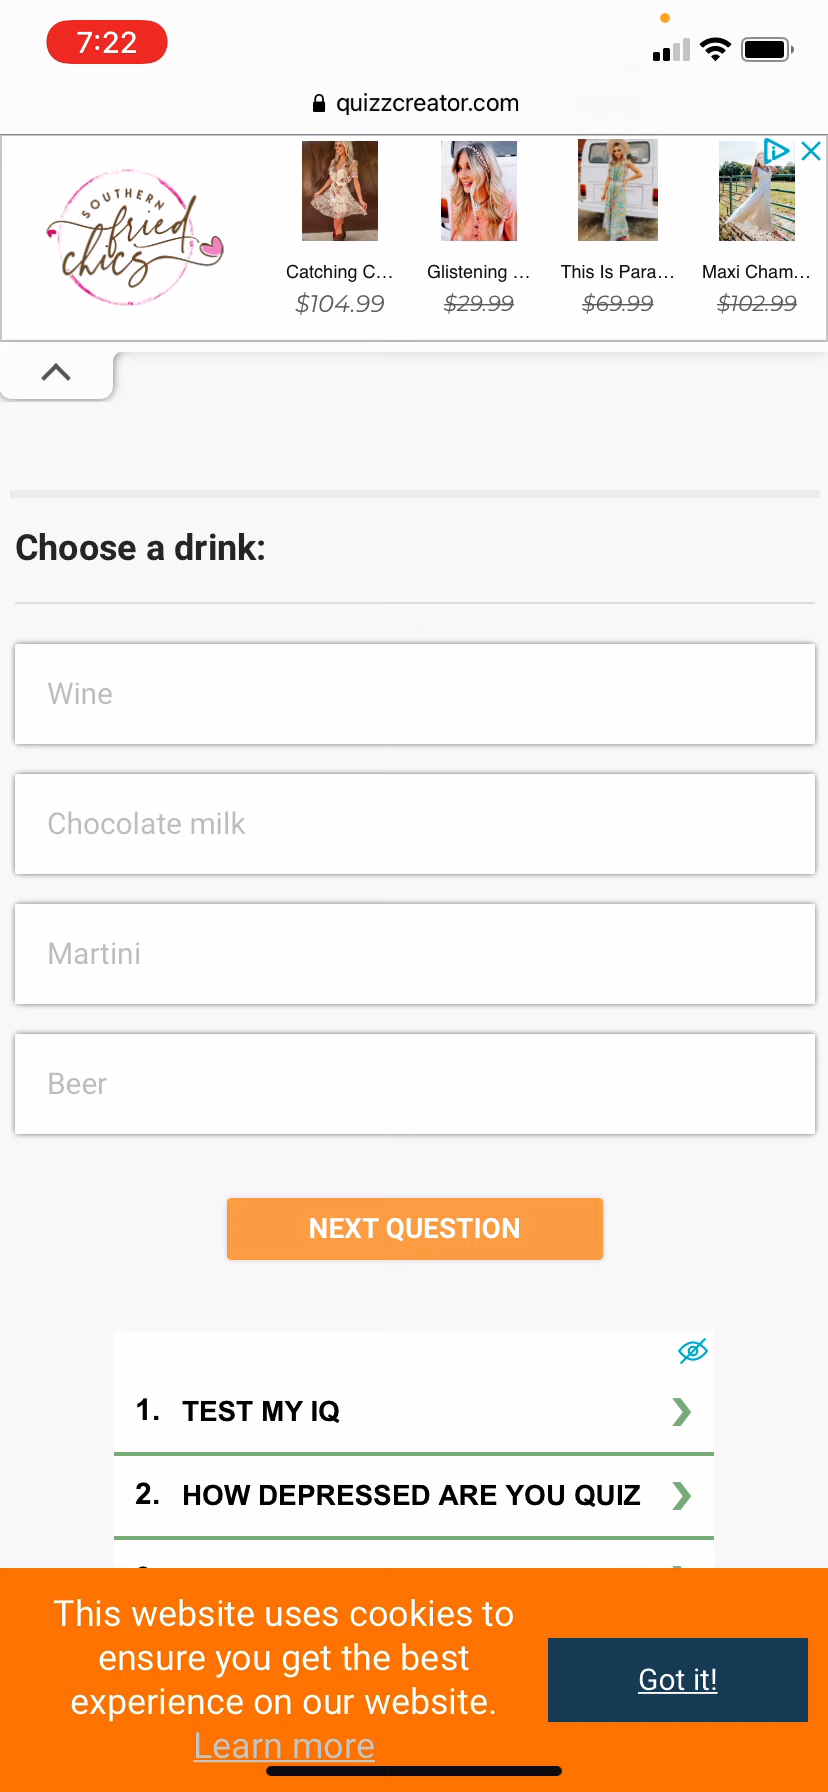 7:22
quizzcreator.com
SOUTHERN
fried
chics
Catching C...
Glistening ...
This Is Para...
Maxi Cham...
$104.99
$29.99
$69.99
$102.99
Choose a drink:
Wine
Chocolate milk
Martini
Beer
NEXT QUESTION
1. TEST MY IQ
2. HOW DEPRESSED ARE YOU QUIZ
This website uses cookies to
ensure you get the best
experience on our website.
Learn more
Got it!